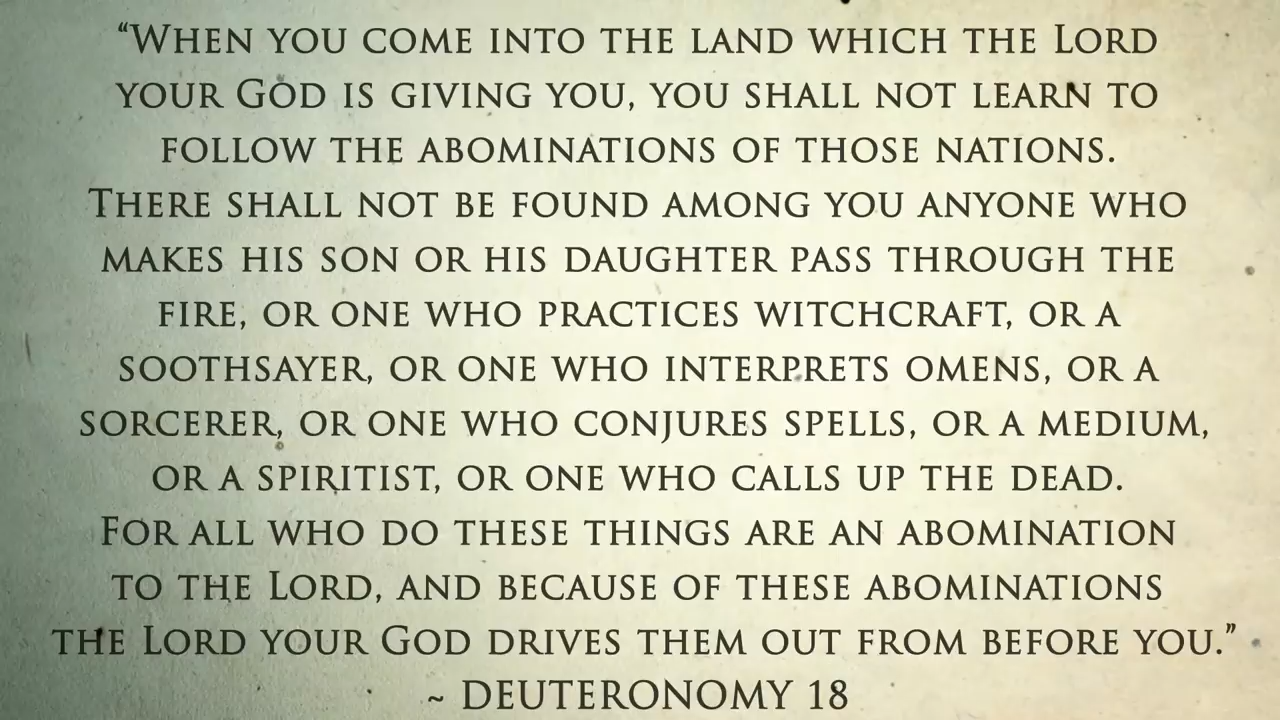 “When you come into the land which the Lord
your God is giving you, you shall not learn to
follow the abominations of those nations.
There shall not be found among you anyone who
makes his son or his daughter pass through the
fire, or one who practices witchcraft, or a
soothsayer, or one who interprets omens, or a
sorcerer, or one who conjures spells, or a medium,
or a spiritist, or one who calls up the dead.
For all who do these things are an abomination
to the Lord, and because of these abominations
the Lord your God drives them out from before you.”
~ DEUTERONOMY 18